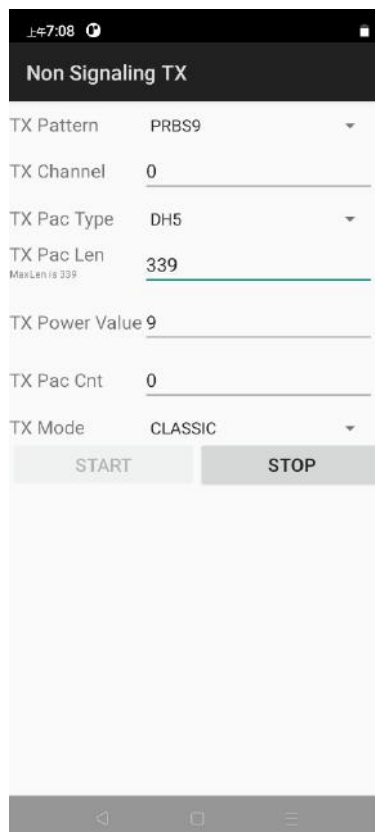 上午7:08
Non Signaling TX
TX Pattern PRBS9
TX Channel 0
TX Pac Type DH5
TX Pac Len 339
MaxLen is 339
TX Power Value 9
TX Pac Cnt 0
TX Mode CLASSIC
START STOP